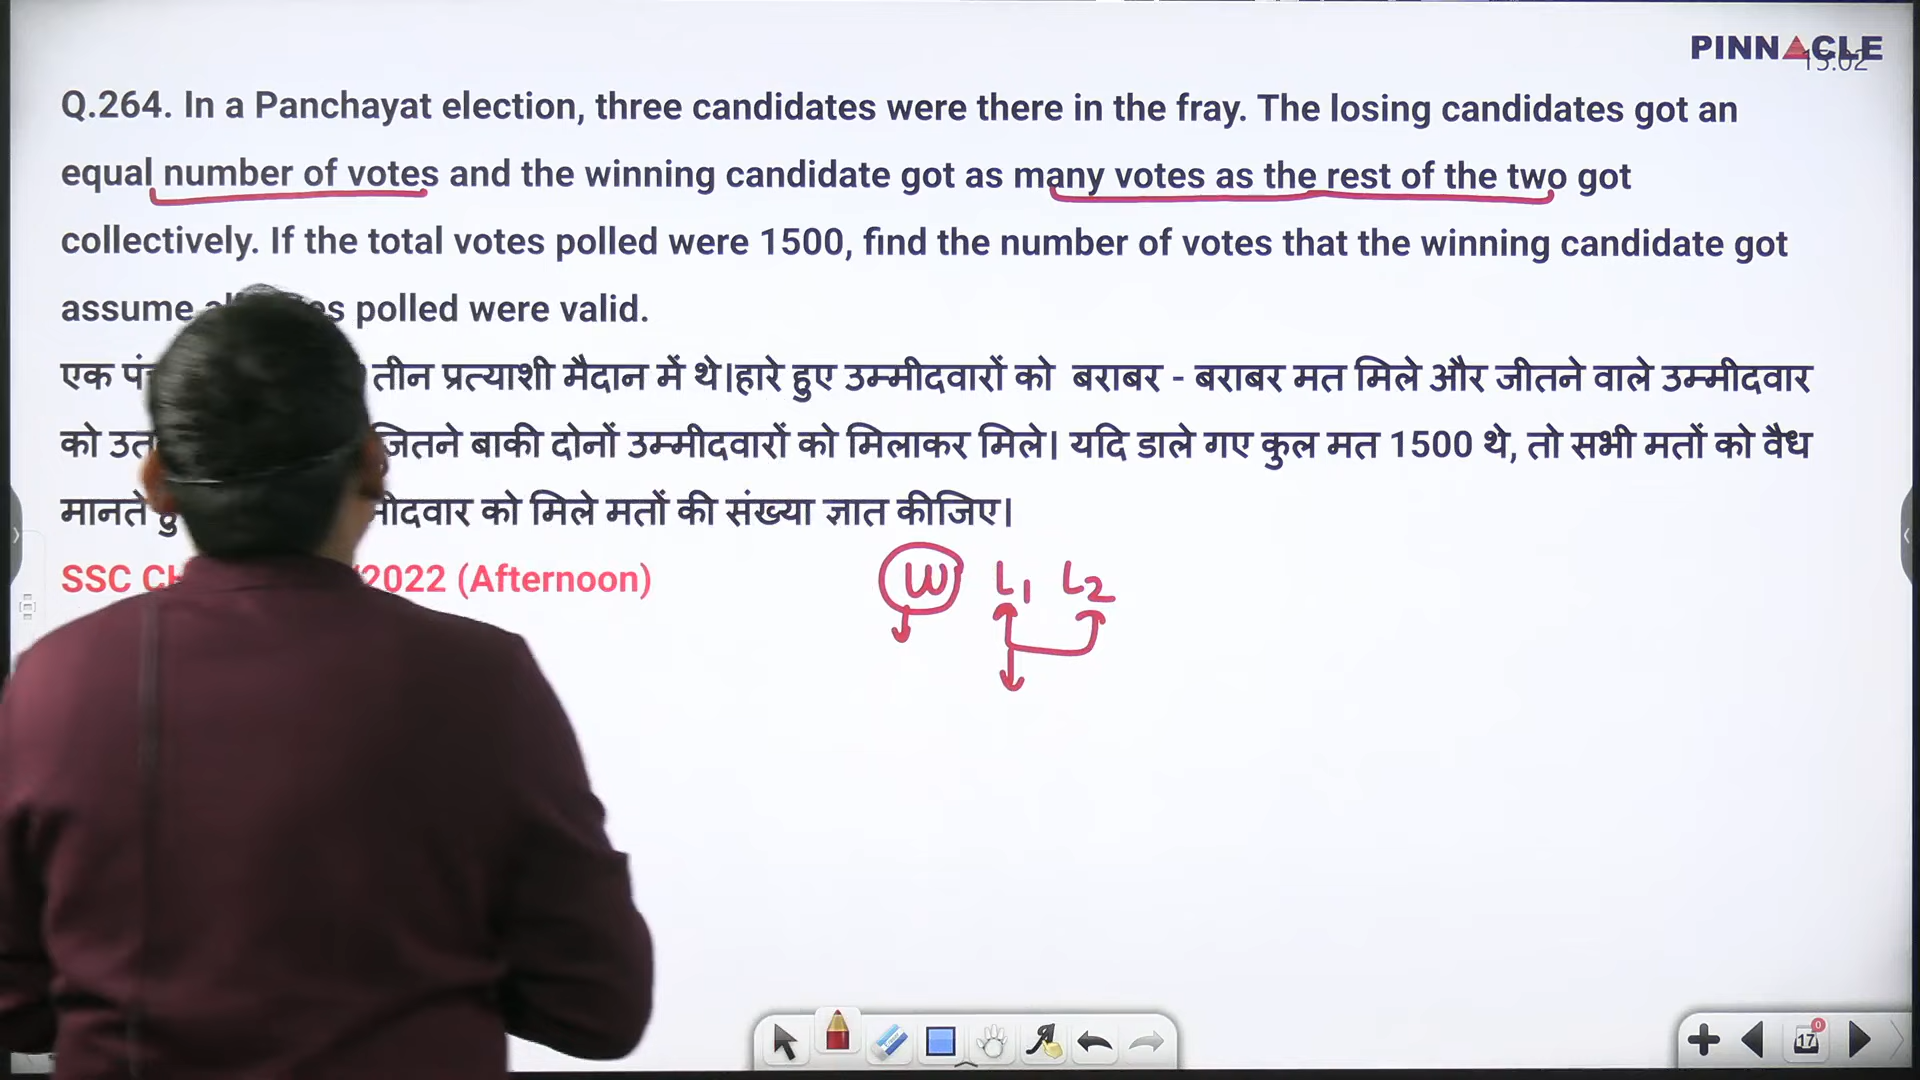 PINNACLE
15:02
Q.264. In a Panchayat election, three candidates were there in the fray. The losing candidates got an
equal number of votes and the winning candidate got as many votes as the rest of the two got
collectively. If the total votes polled were 1500, find the number of votes that the winning candidate got
assume polled were valid.
एक तीन प्रत्याशी मैदान में थे।हारे हुए उम्मीदवारों को बराबर - बराबर मत मिले और जीतने वाले उम्मीदवार
को जितने बाकी दोनों उम्मीदवारों को मिलाकर मिले। यदि डाले गए कुल मत 1500 थे, तो सभी मतों को वैध
मानते को मिले मतों की संख्या ज्ञात कीजिए।
SSC 2022 (Afternoon)
W L1 L2
17
0